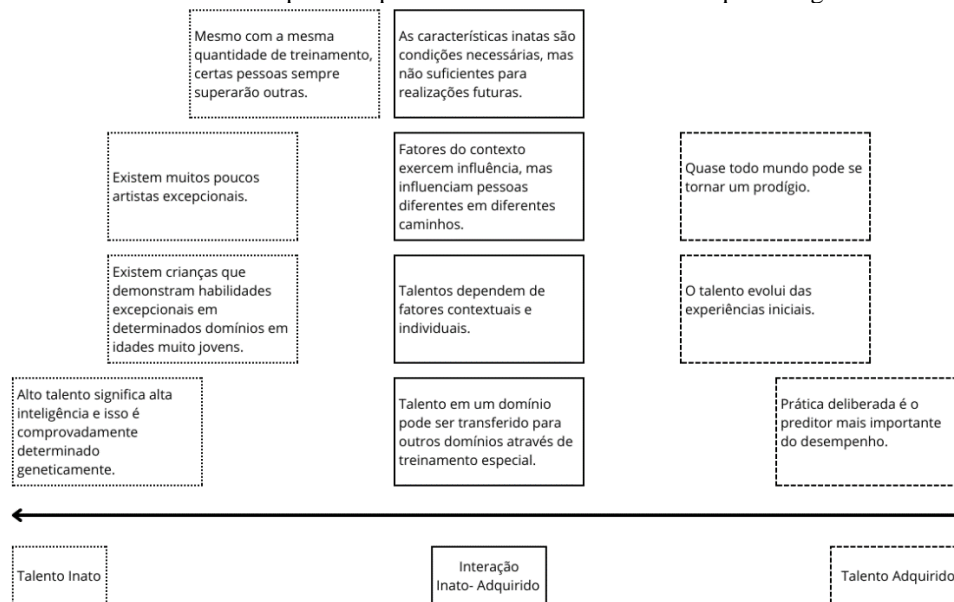 Mesmo com a mesma
quantidade de treinamento,
certas pessoas sempre
superarão outras.
As características inatas são
condições necessárias, mas
não suficientes para
realizações futuras.
Existem muitos poucos
artistas excepcionais.
Fatores do contexto
exercem influência, mas
influenciam pessoas
diferentes em diferentes
caminhos.
Quase todo mundo pode se
tornar um prodígio.
Existem crianças que
demonstram habilidades
excepcionais em
determinados domínios em
idades muito jovens.
Talentos dependem de
fatores contextuais e
individuais.
O talento evolui das
experiências iniciais.
Alto talento significa alta
inteligência e isso é
comprovadamente
determinado
geneticamente.
Talento em um domínio
pode ser transferido para
outros domínios através de
treinamento especial.
Prática deliberada é o
preditor mais importante
do desempenho.
Talento Inato
Interação
Inato- Adquirido
Talento Adquirido